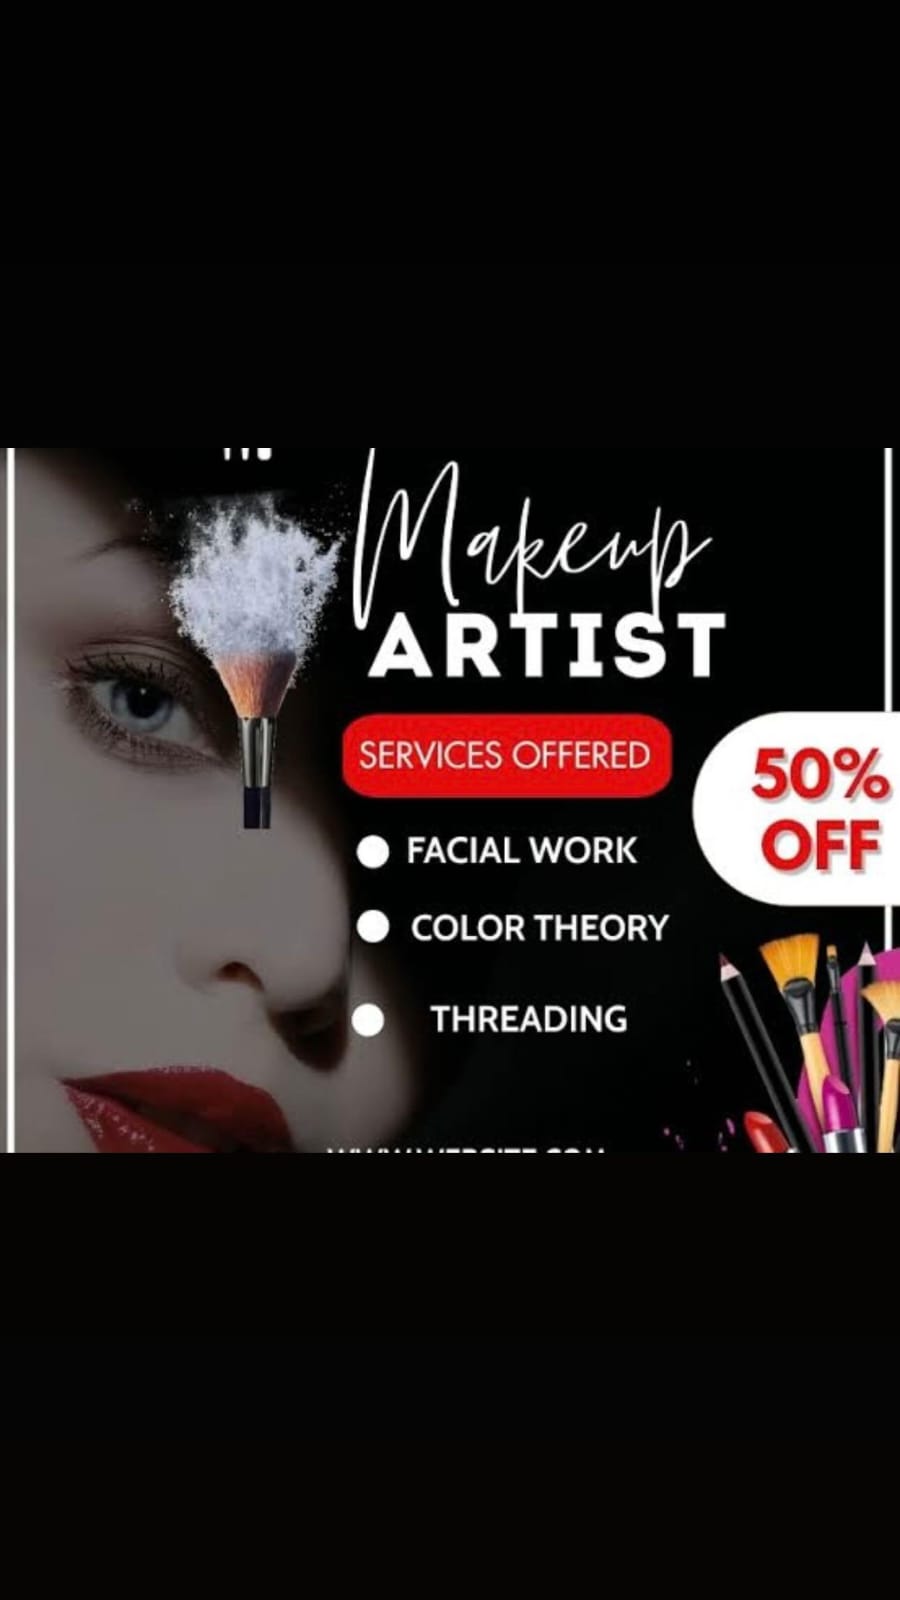 Makeup
ARTIST
SERVICES OFFERED
50%
OFF
FACIAL WORK
COLOR THEORY
THREADING